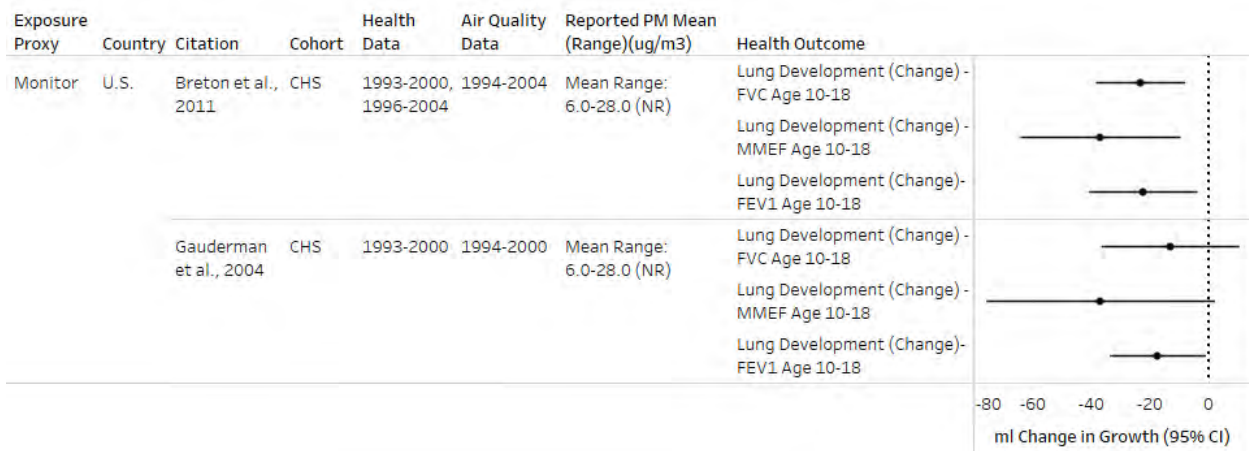 Exposure Proxy Country Citation Cohort Health Data Air Quality Data Reported PM Mean (Range)(ug/m3) Health Outcome
Monitor U.S. Breton et al., 2011 CHS 1993-2000, 1996-2004 1994-2004 Mean Range: 6.0-28.0 (NR)
Lung Development (Change) -
FVC Age 10-18
Lung Development (Change) -
MMEF Age 10-18
Lung Development (Change)-
FEV1 Age 10-18
Gauderman et al., 2004 CHS 1993-2000 1994-2000 Mean Range: 6.0-28.0 (NR)
Lung Development (Change) -
FVC Age 10-18
Lung Development (Change) -
MMEF Age 10-18
Lung Development (Change)-
FEV1 Age 10-18
-80 -60 -40 -20 0
ml Change in Growth (95% CI)